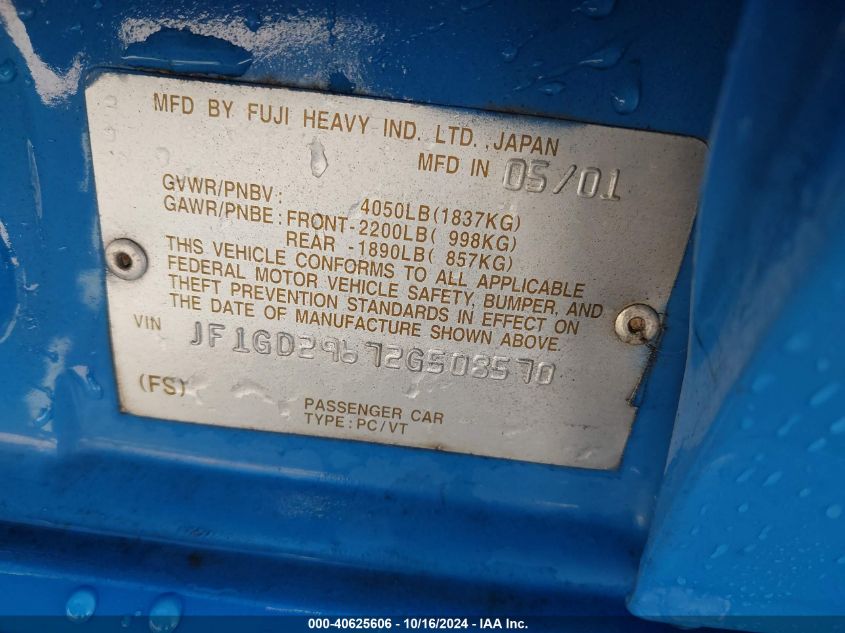 MFD BY FUJI HEAVY IND. LTD., JAPAN
MFD IN 05/01
GVWR/PNBV: 4050LB(1837KG)
GAWR/PNBE: FRONT-2200LB( 998KG)
REAR -1890LB( 857KG)
THIS VEHICLE CONFORMS TO ALL APPLICABLE
FEDERAL MOTOR VEHICLE SAFETY, BUMPER, AND
THEFT PREVENTION STANDARDS IN EFFECT ON
THE DATE OF MANUFACTURE SHOWN ABOVE.
VIN JF1GD29672G508570
(FS) PASSENGER CAR
TYPE: PC/VT
000-40625606 - 10/16/2024 - IAA Inc.